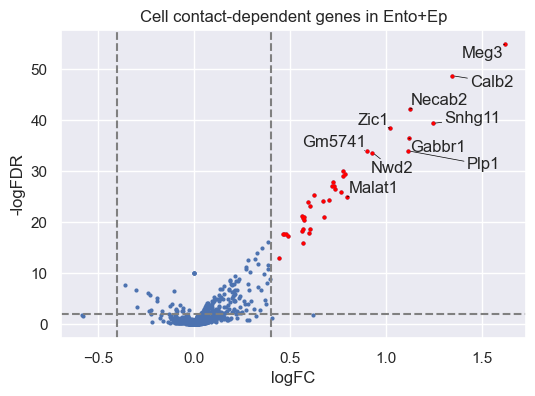 Cell contact-dependent genes in Ento+Ep
50
40
30
20
10
0
-logFDR
Meg3
Calb2
Necab2
Snhg11
Zic1
Gm5741
Gabbr1
Nwd2
Plp1
Malat1
−0.5
0.0
0.5
1.0
1.5
logFC